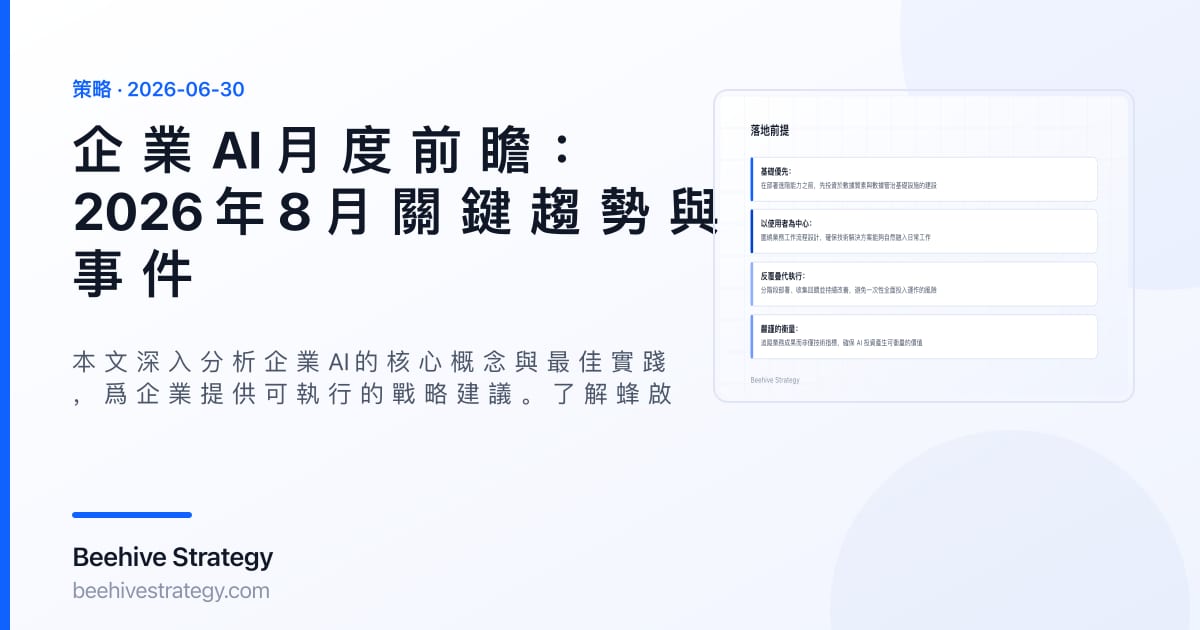 策略 · 2026-06-30
企業AI月度前瞻：
2026年8月關鍵趨勢與
事件
本文深入分析企業AI的核心概念與最佳實踐
，爲企業提供可執行的戰略建議。了解蜂啟
Beehive Strategy
beehivestrategy.com
落地前提
基礎優先：
在部署進階能力之前，先投資於數據質素與數據管治基礎設施的建設
以使用者為中心：
圍繞業務工作流程設計，確保技術解決方案能夠自然融入日常工作
反覆疊代執行：
分階段部署、收集回饋並持續改善，避免一次性全面投入運作的風險
嚴謹的衡量：
追蹤業務成果而非僅技術指標，確保 AI 投資產生可衡量的價值
Beehive Strategy